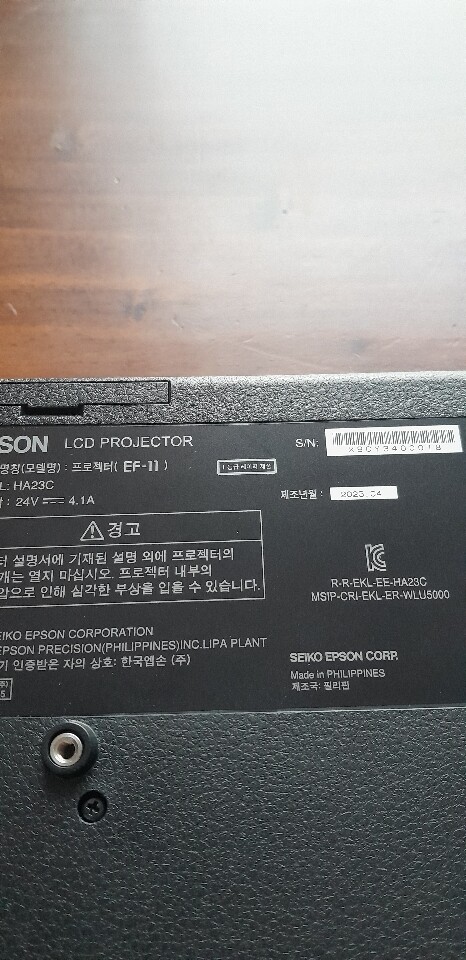 SON LCD PROJECTOR
S/N:
명칭(모델명) : 프로젝터( EF-11 )
L: HA23C
: 24V 4.1A
제조년월 : 2023.04
경고
터 설명서에 기재된 설명 외에 프로젝터의
개는 열지 마십시오. 프로젝터 내부의
으로 인해 심각한 부상을 입을 수 있습니다.
R-R-EKL-EE-HA23C
MSIP-CRI-EKL-ER-WLU5000
EIKO EPSON CORPORATION
EPSON PRECISION(PHILIPPINES)INC.LIPA PLANT
기 인증받은 자의 상호: 한국엡손 (주)
SEIKO EPSON CORP.
Made in PHILIPPINES
제조국: 필리핀